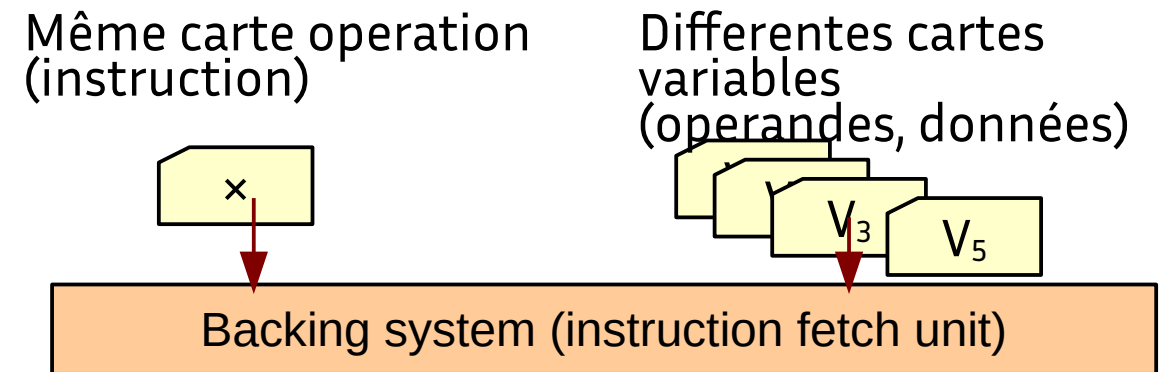 Même carte operation
(instruction)
Differentes cartes
variables
(operandes, données)
×
V₃
V₅
Backing system (instruction fetch unit)